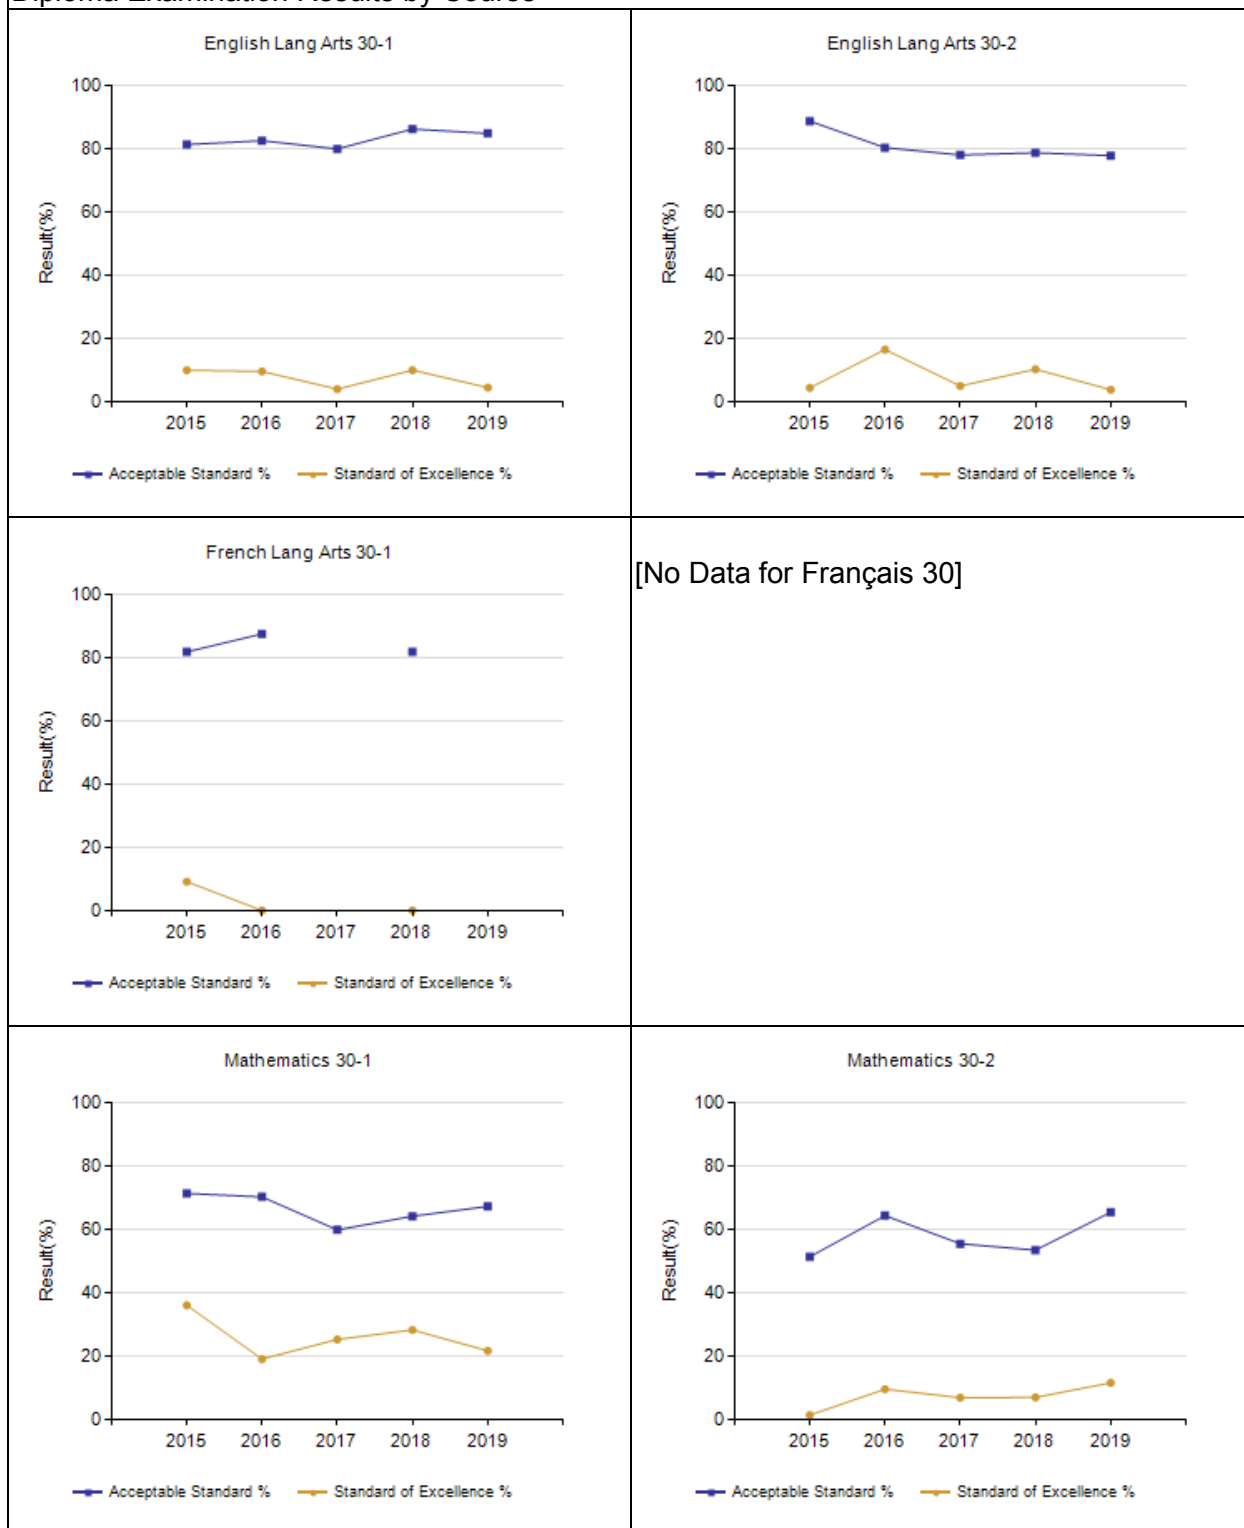 Diploma Examination Results by Course
English Lang Arts 30-1
100
80
60
40
20
0
Result(%)
2015 2016 2017 2018 2019
Acceptable Standard % Standard of Excellence %
English Lang Arts 30-2
100
80
60
40
20
0
Result(%)
2015 2016 2017 2018 2019
Acceptable Standard % Standard of Excellence %
French Lang Arts 30-1
100
80
60
40
20
0
Result(%)
2015 2016 2017 2018 2019
Acceptable Standard % Standard of Excellence %
[No Data for Français 30]
Mathematics 30-1
100
80
60
40
20
0
Result(%)
2015 2016 2017 2018 2019
Acceptable Standard % Standard of Excellence %
Mathematics 30-2
100
80
60
40
20
0
Result(%)
2015 2016 2017 2018 2019
Acceptable Standard % Standard of Excellence %